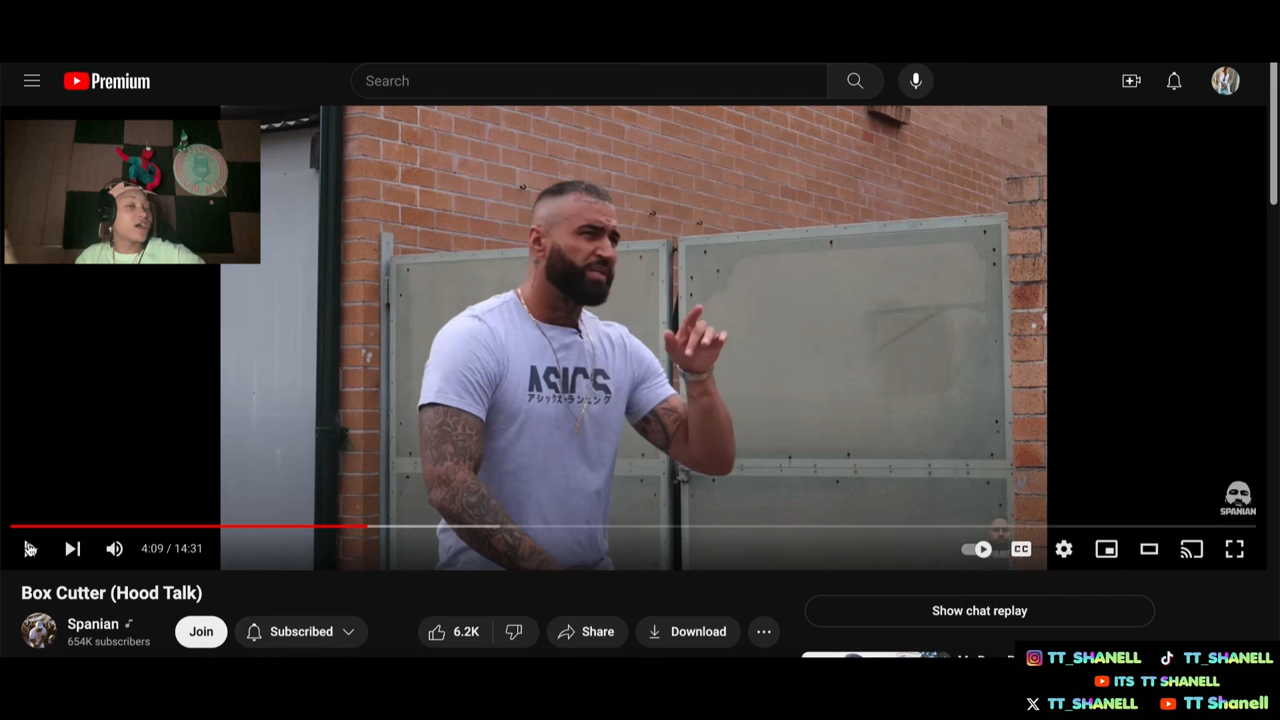 Premium
Search
ASICS
アシックス・ランニング
SPANIAN
4:09 / 14:31
CC
Box Cutter (Hood Talk)
Spanian
654K subscribers
Join
Subscribed
6.2K
Share
Download
Show chat replay
TT_SHANELL
TT_SHANELL
ITS TT SHANELL
TT_SHANELL
TT Shanell